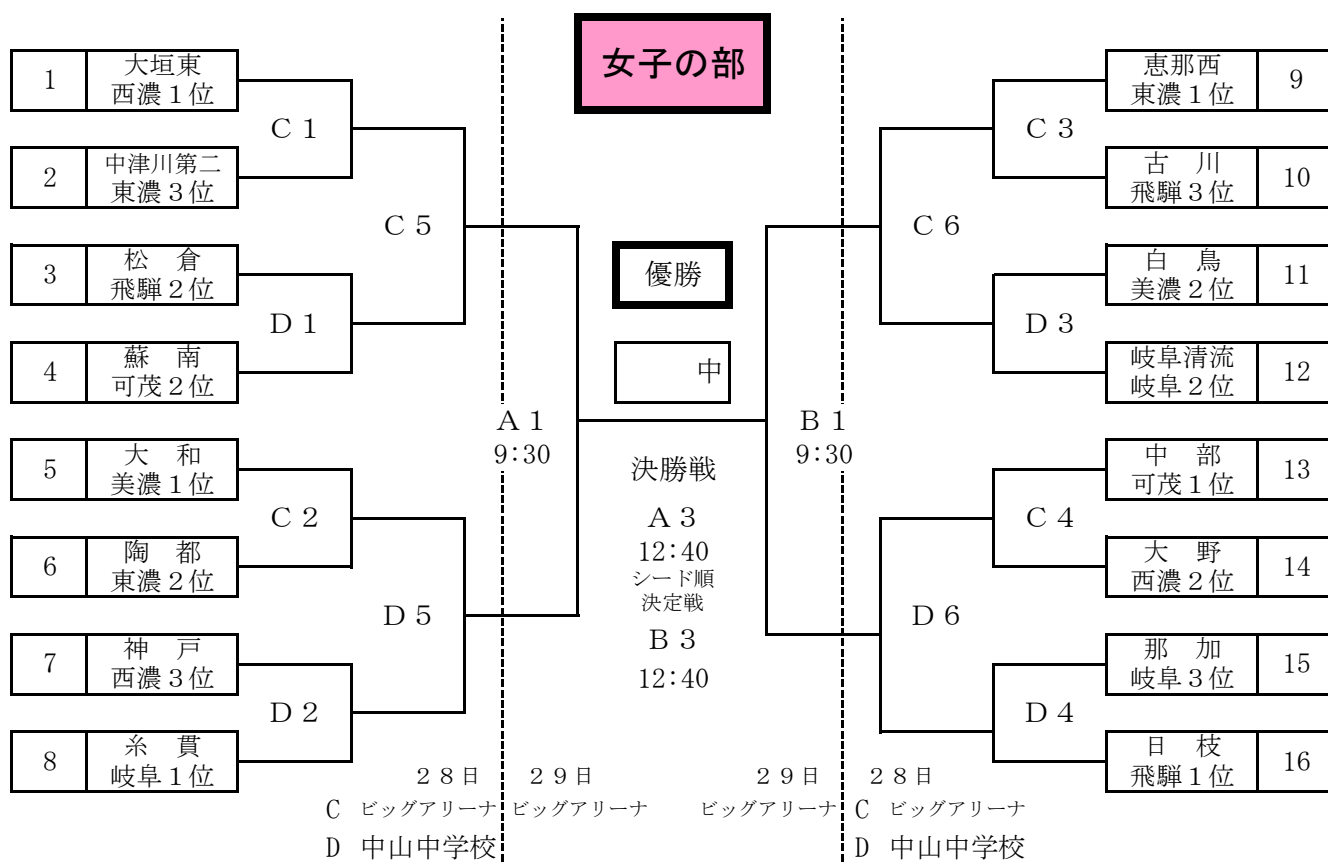 女子の部
1
大垣東
西濃１位
Ｃ１
2
中津川第二
東濃３位
Ｃ５
3
松　倉
飛騨２位
Ｄ１
4
蘇　南
可茂２位
Ａ１
9:30
5
大　和
美濃１位
Ｃ２
6
陶　都
東濃２位
Ｄ５
7
神　戸
西濃３位
Ｄ２
8
糸　貫
岐阜１位
優勝
中
決勝戦
Ａ３
12:40
シード順
決定戦
Ｂ３
12:40
恵那西
東濃１位
9
Ｃ３
古　川
飛騨３位
10
Ｃ６
白　鳥
美濃２位
11
Ｄ３
岐阜清流
岐阜２位
12
Ｂ１
9:30
中　部
可茂１位
13
Ｃ４
大　野
西濃２位
14
Ｄ６
那　加
岐阜３位
15
Ｄ４
日　枝
飛騨１位
16
２８日　２９日
C ビッグアリーナ ビッグアリーナ
D 中山中学校
２９日　２８日
ビッグアリーナ C ビッグアリーナ
D 中山中学校